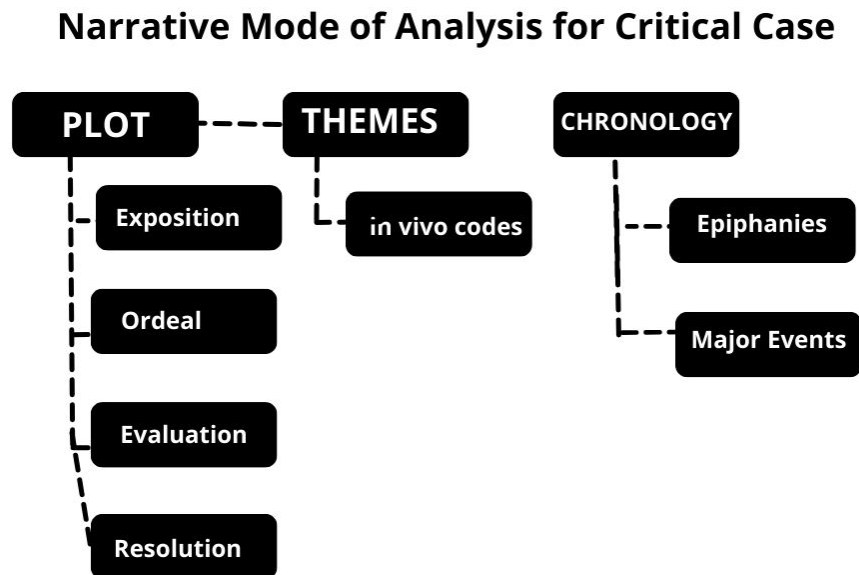 Narrative Mode of Analysis for Critical Case
PLOT
THEMES
CHRONOLOGY
Exposition
in vivo codes
Epiphanies
Ordeal
Major Events
Evaluation
Resolution